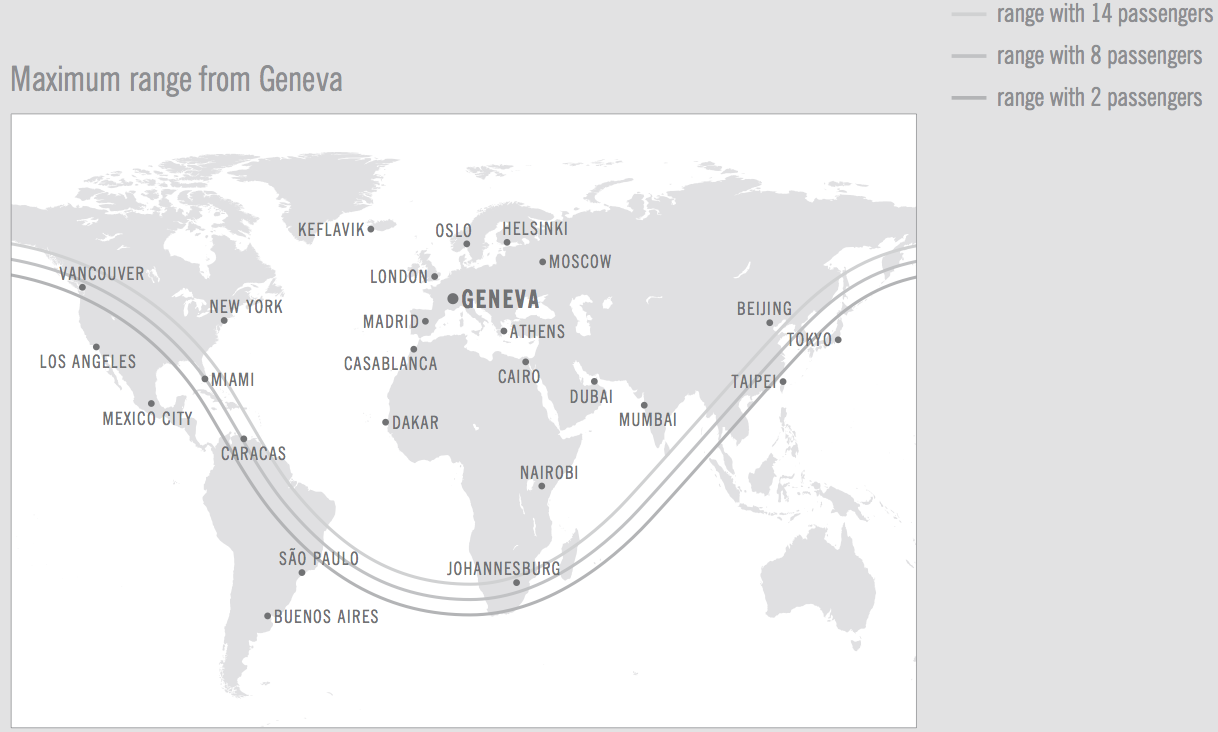 range with 14 passengers
range with 8 passengers
range with 2 passengers
Maximum range from Geneva
KEFLAVIK
OSLO
HELSINKI
MOSCOW
VANCOUVER
LONDON
GENEVA
NEW YORK
BEIJING
MADRID
ATHENS
TOKYO
LOS ANGELES
CASABLANCA
CAIRO
MIAMI
TAIPEI
DUBAI
MEXICO CITY
DAKAR
MUMBAI
CARACAS
NAIROBI
SÃO PAULO
JOHANNESBURG
BUENOS AIRES